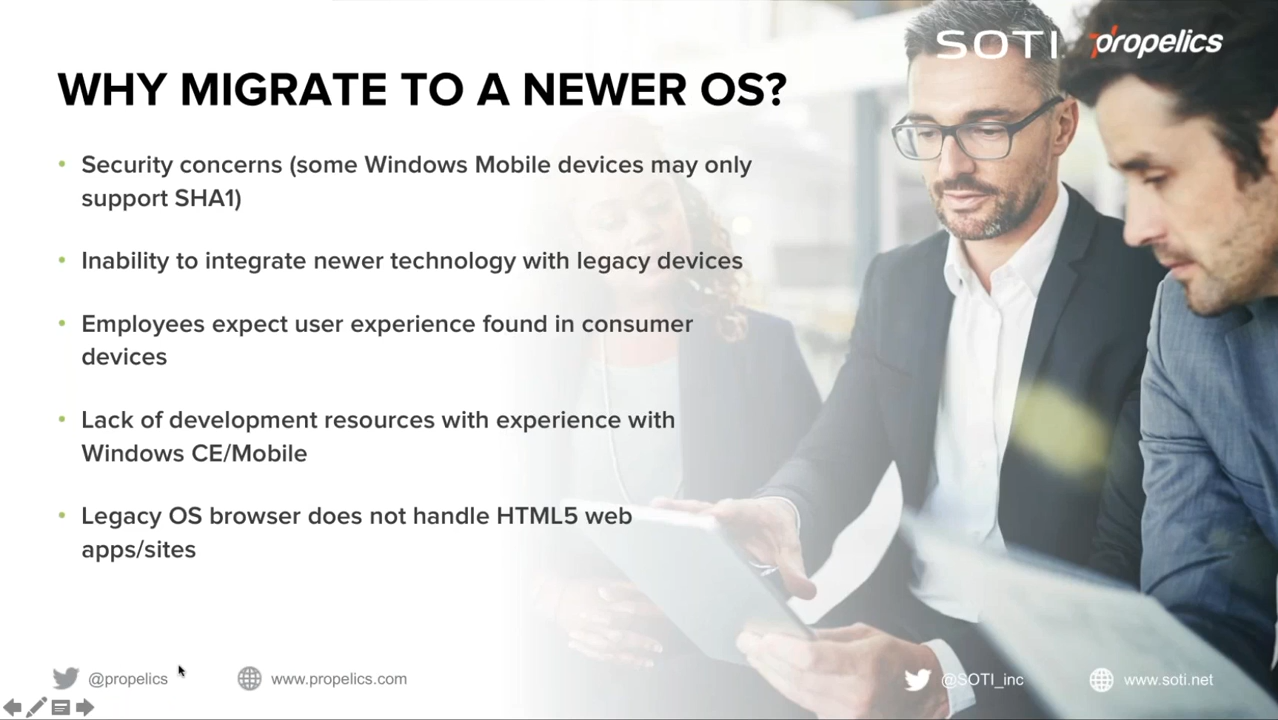 SOTI propelics
WHY MIGRATE TO A NEWER OS?
• Security concerns (some Windows Mobile devices may only
support SHA1)
• Inability to integrate newer technology with legacy devices
• Employees expect user experience found in consumer
devices
• Lack of development resources with experience with
Windows CE/Mobile
• Legacy OS browser does not handle HTML5 web
apps/sites
@propelics www.propelics.com @SOTI_inc www.soti.net